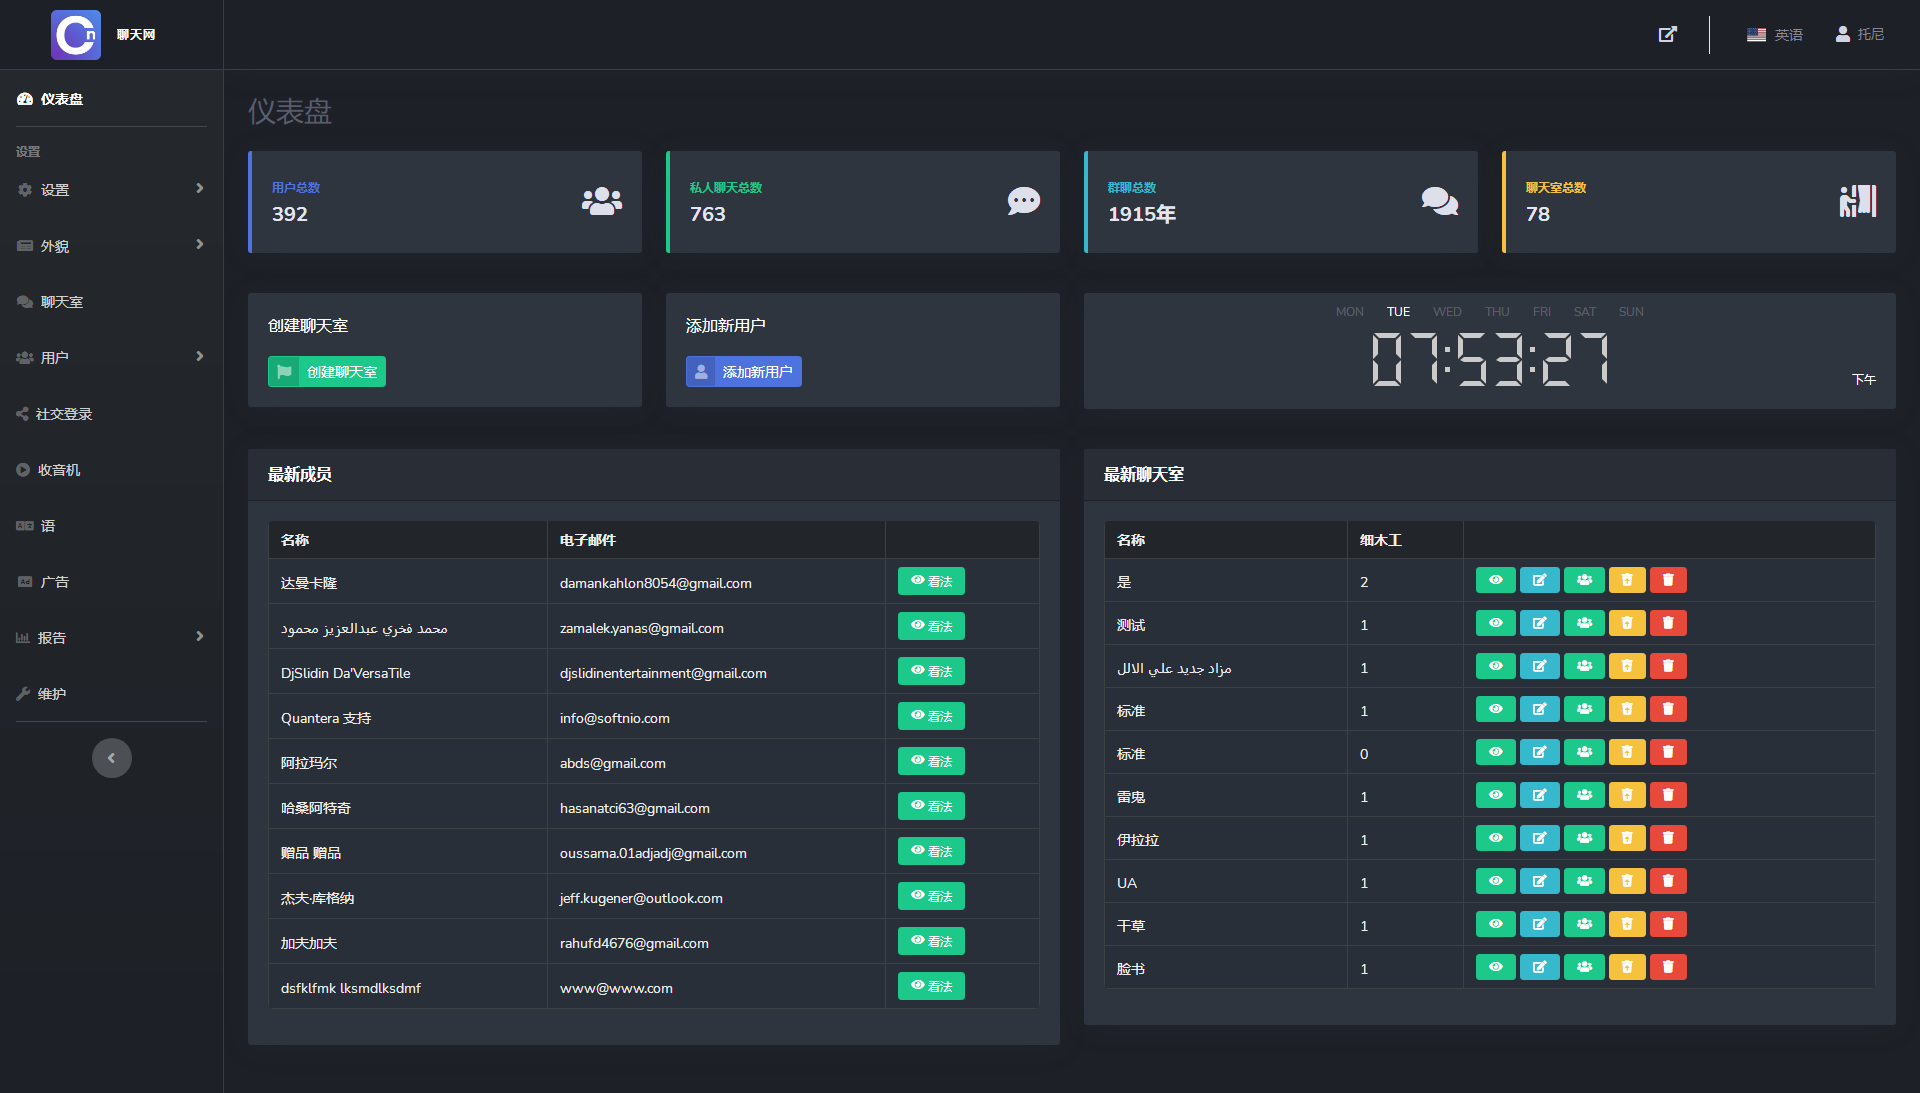 聊天网
英语
托尼
仪表盘
设置
设置
外貌
聊天室
用户
社交登录
收音机
语
广告
报告
维护
仪表盘
用户总数
392
私人聊天总数
763
群聊总数
1915年
聊天室总数
78
创建聊天室
创建聊天室
添加新用户
添加新用户
MON TUE WED THU FRI SAT SUN
07:53:27
下午
最新成员
名称 电子邮件
达曼卡隆 damankahlon8054@gmail.com 看法
محمد فخري عبدالعزيز محمود zamalek.yanas@gmail.com 看法
DjSlidin Da'VersaTile djslidinentertainment@gmail.com 看法
Quantera 支持 info@softnio.com 看法
阿拉玛尔 abds@gmail.com 看法
哈桑阿特奇 hasanatci63@gmail.com 看法
赠品 赠品 oussama.01adjadj@gmail.com 看法
杰夫·库格纳 jeff.kugener@outlook.com 看法
加夫加夫 rahufd4676@gmail.com 看法
dsfklfmk lksmdlksdmf www@www.com 看法
最新聊天室
名称 细木工
是 2
测试 1
مزاد جديد علي الالل 1
标准 1
标准 0
雷鬼 1
伊拉拉 1
UA 1
干草 1
脸书 1